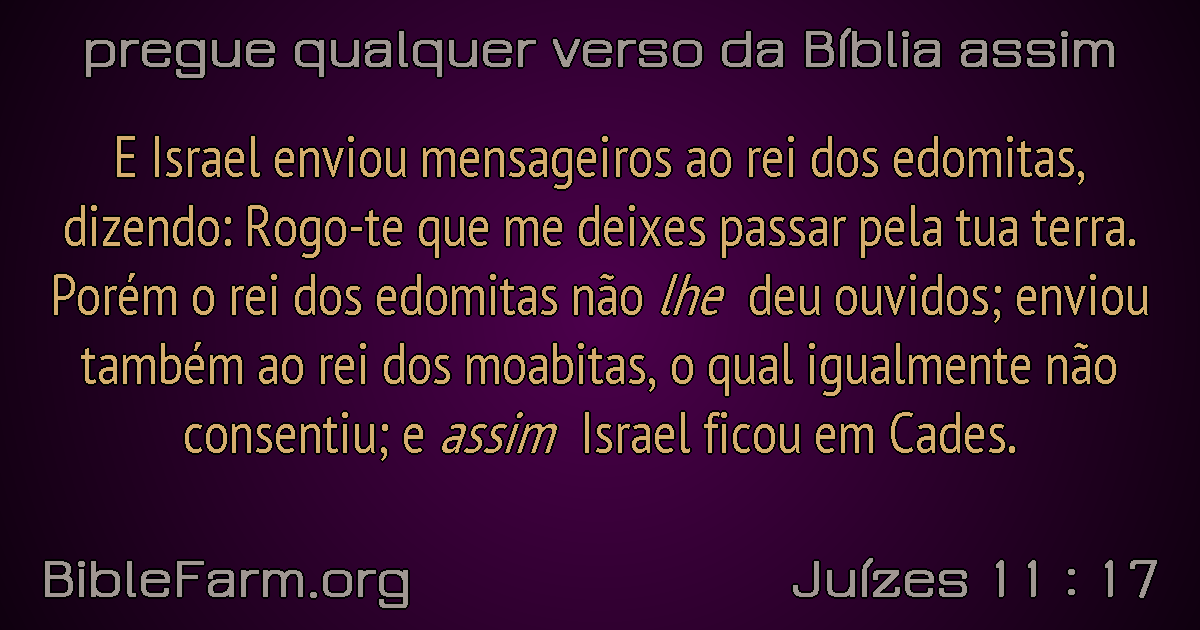 pregue qualquer verso da Bíblia assim
E Israel enviou mensageiros ao rei dos edomitas,
dizendo: Rogo-te que me deixes passar pela tua terra.
Porém o rei dos edomitas não lhe deu ouvidos; enviou
também ao rei dos moabitas, o qual igualmente não
consentiu; e assim Israel ficou em Cades.
BibleFarm.org
Juízes 11 : 17